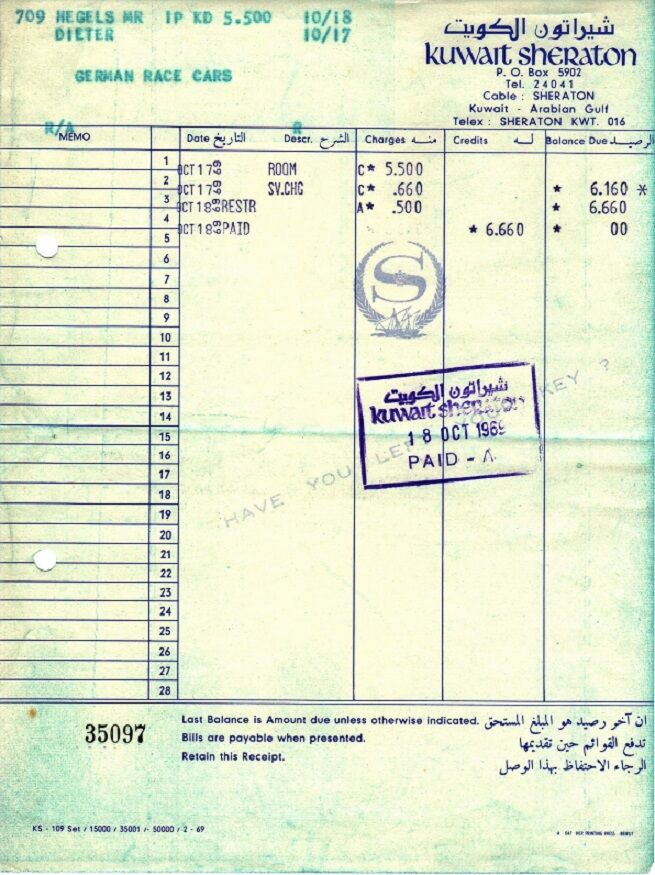 709 HEGELS MR 1P KD 5.500 10/18
DIETER 10/17
GERMAN RACE CARS
شيراتون الكويت
kuwait sheraton
P. O. Box 5902
Tel. 24041
Cable : SHERATON
Kuwait - Arabian Gulf
Telex : SHERATON KWT. 016
R/A R
MEMO Date التاريخ Descr. الشرح Charges منه Credits له Balance Due الرصيد
1
OCT 17 69 ROOM C* 5.500
2
OCT 17 69 SV.CHG C* .660 * 6.160 *
3
OCT 18 69 RESTR A* .500 * 6.660
4
OCT 18 69 PAID * 6.660 * 00
5
6
S
7
8
9
10
11
12
13
14
15
16
17
18
19
20
21
22
23
24
25
26
27
28
شيراتون الكويت
kuwait sheraton
18 OCT 1969
PAID - A
HAVE YOU LEFT YOUR KEY ?
35097
Last Balance is Amount due unless otherwise indicated. ان آخر رصيد هو المبلغ المستحق
Bills are payable when presented. تدفع القوائم حين تقديمها
Retain this Receipt. الرجاء الاحتفاظ بهذا الوصل
KS - 109 Set / 15000 / 35001 /- 50000 / 2 - 69
PRINTING PRESS - BEIRUT